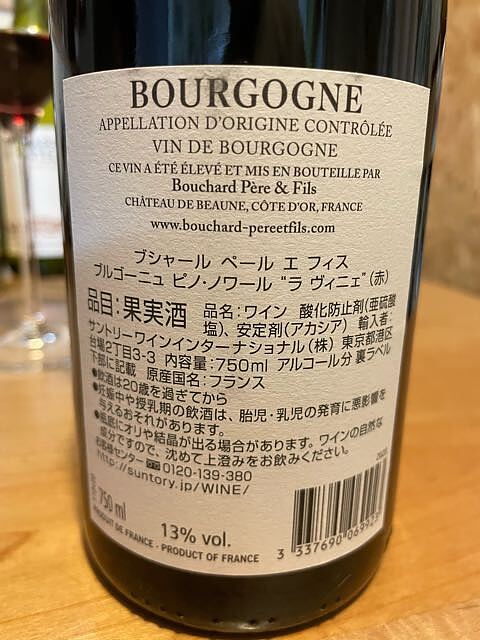 BOURGOGNE
APPELLATION D'ORIGINE CONTRÔLÉE
VIN DE BOURGOGNE
CE VIN A ÉTÉ ÉLEVÉ ET MIS EN BOUTEILLE PAR
Bouchard Père & Fils
CHÂTEAU DE BEAUNE, CÔTE D'OR, FRANCE
www.bouchard-pereetfils.com
ブシャール ペール エ フィス
ブルゴーニュ ピノ・ノワール "ラ ヴィニェ"(赤)
品目:果実酒 品名:ワイン 酸化防止剤(亜硫酸
塩)、安定剤(アカシア) 輸入者:
サントリーワインインターナショナル(株) 東京都港区
台場2丁目3-3 内容量:750ml アルコール分 裏ラベル
下部に記載 原産国名:フランス
●飲酒は20歳を過ぎてから
●妊娠中や授乳期の飲酒は、胎児・乳児の発育に悪影響を
与えるおそれがあります。
●瓶底にオリや結晶が出る場合があります。ワインの自然な
成分ですので、沈めて上澄みをお飲みください。
お客様センター 0120-139-380
http://suntory.jp/WINE/
750 ml
13% vol.
PRODUIT DE FRANCE - PRODUCT OF FRANCE
3 337690 06992